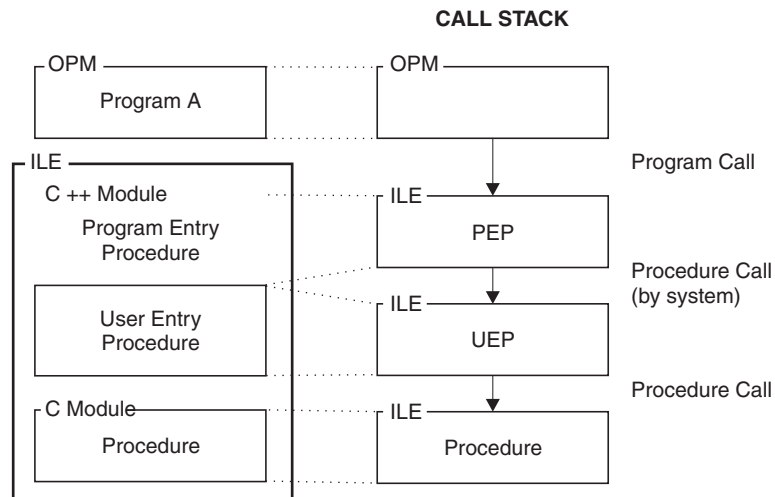 CALL STACK
OPM
Program A
OPM
Program Call
ILE
C ++ Module
Program Entry
Procedure
ILE
PEP
Procedure Call
(by system)
User Entry
Procedure
ILE
UEP
Procedure Call
C Module
Procedure
ILE
Procedure